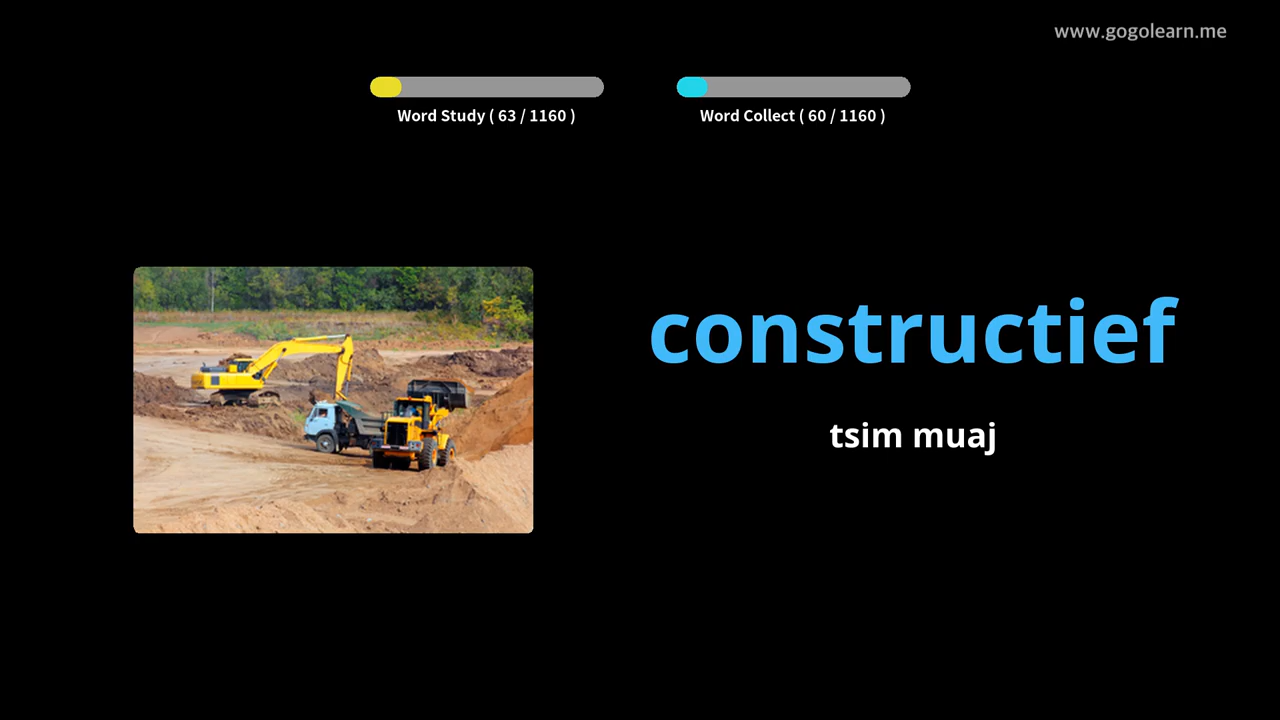 www.gogolearn.me
Word Study ( 63 / 1160 )
Word Collect ( 60 / 1160 )
constructief
tsim muaj